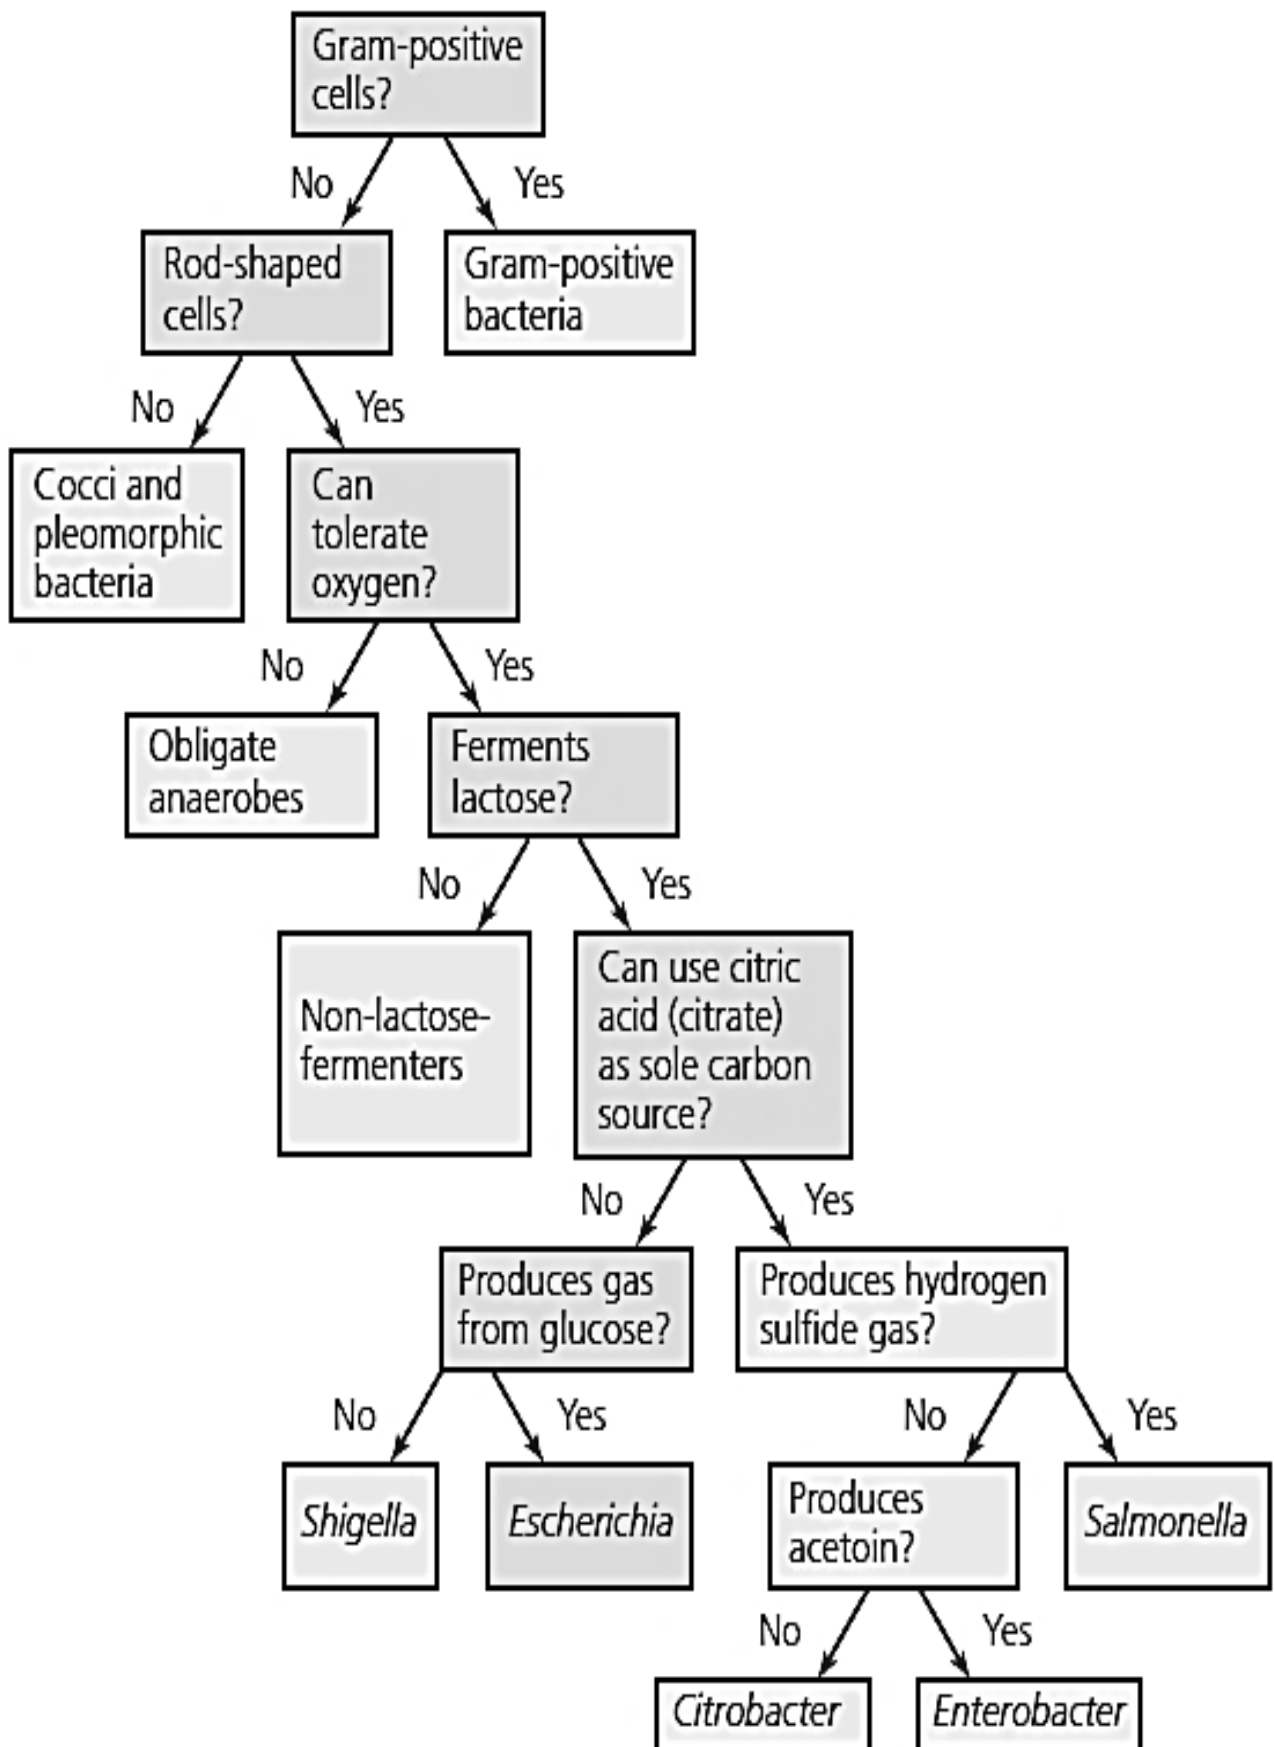 Gram-positive
cells?
No
Yes
Rod-shaped
cells?
Gram-positive
bacteria
No
Yes
Cocci and
pleomorphic
bacteria
Can
tolerate
oxygen?
No
Yes
Obligate
anaerobes
Ferments
lactose?
No
Yes
Non-lactose-
fermenters
Can use citric
acid (citrate)
as sole carbon
source?
No
Yes
Produces gas
from glucose?
Produces hydrogen
sulfide gas?
No
Yes
No
Yes
Shigella
Escherichia
Produces
acetoin?
Salmonella
No
Yes
Citrobacter
Enterobacter